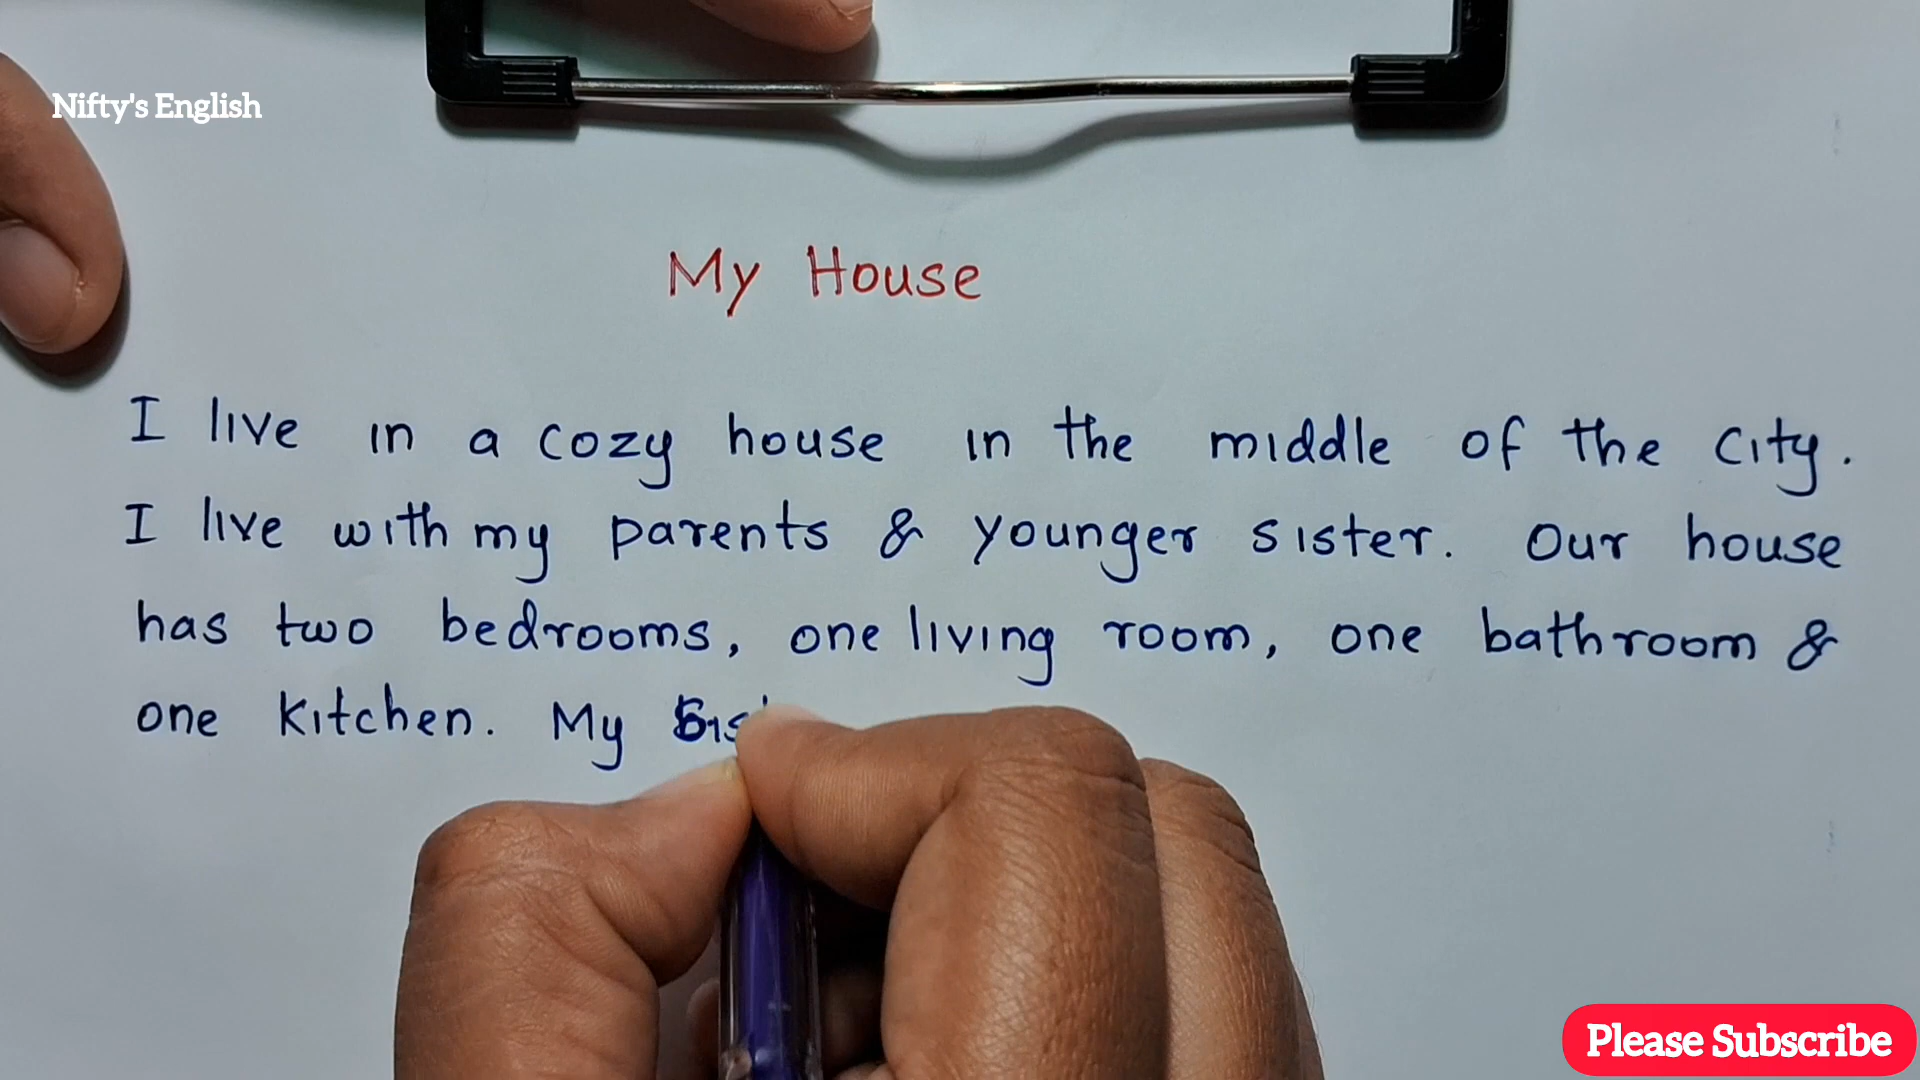 Nifty's English
My House
I live in a cozy house in the middle of the city.
I live with my parents & younger sister. Our house
has two bedrooms, one living room, one bathroom &
one kitchen. My
Please Subscribe